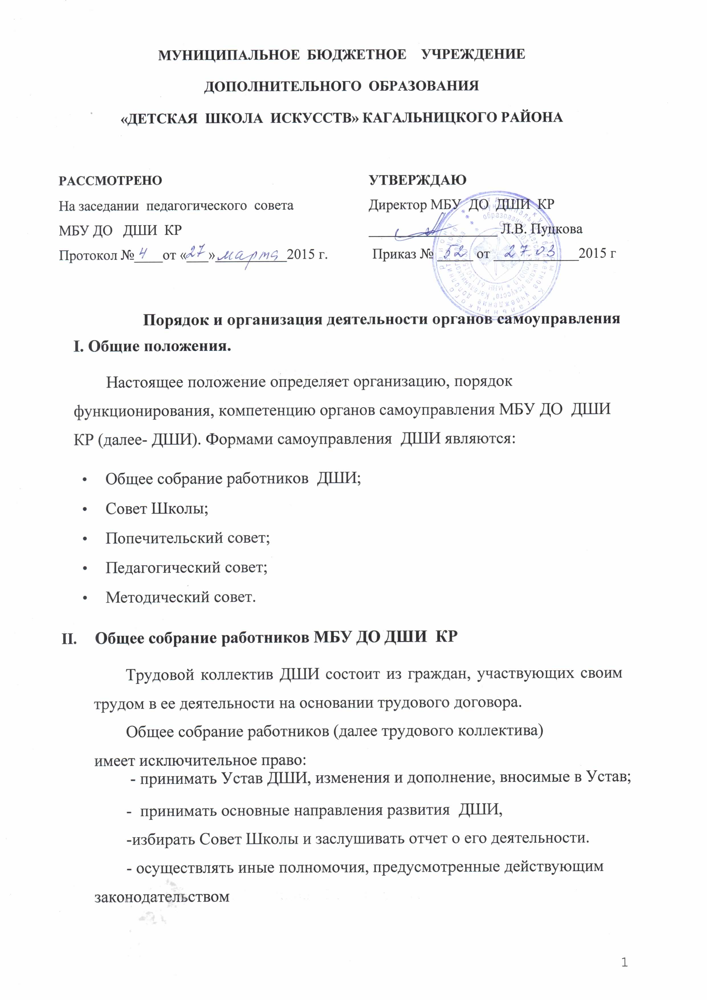 МУНИЦИПАЛЬНОЕ БЮДЖЕТНОЕ УЧРЕЖДЕНИЕ
ДОПОЛНИТЕЛЬНОГО ОБРАЗОВАНИЯ
«ДЕТСКАЯ ШКОЛА ИСКУССТВ» КАГАЛЬНИЦКОГО РАЙОНА
РАССМОТРЕНО
На заседании педагогического совета
МБУ ДО ДШИ КР
Протокол № 4 от «27» марта 2015 г.
УТВЕРЖДАЮ
Директор МБУ ДО ДШИ КР
Л.В. Пуцкова
Приказ № 52 от 27 03 2015 г
Порядок и организация деятельности органов самоуправления
I. Общие положения.
Настоящее положение определяет организацию, порядок
функционирования, компетенцию органов самоуправления МБУ ДО ДШИ
КР (далее- ДШИ). Формами самоуправления ДШИ являются:
• Общее собрание работников ДШИ;
• Совет Школы;
• Попечительский совет;
• Педагогический совет;
• Методический совет.
II. Общее собрание работников МБУ ДО ДШИ КР
Трудовой коллектив ДШИ состоит из граждан, участвующих своим
трудом в ее деятельности на основании трудового договора.
Общее собрание работников (далее трудового коллектива)
имеет исключительное право:
- принимать Устав ДШИ, изменения и дополнение, вносимые в Устав;
- принимать основные направления развития ДШИ,
-избирать Совет Школы и заслушивать отчет о его деятельности.
- осуществлять иные полномочия, предусмотренные действующим
законодательством
1